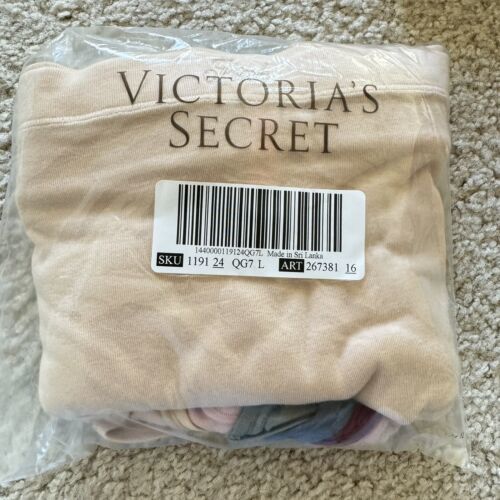 VICTORIA'S
SECRET
1440000119124QG7L Made in Sri Lanka
SKU 1191 24 QG7 L ART 267381 16